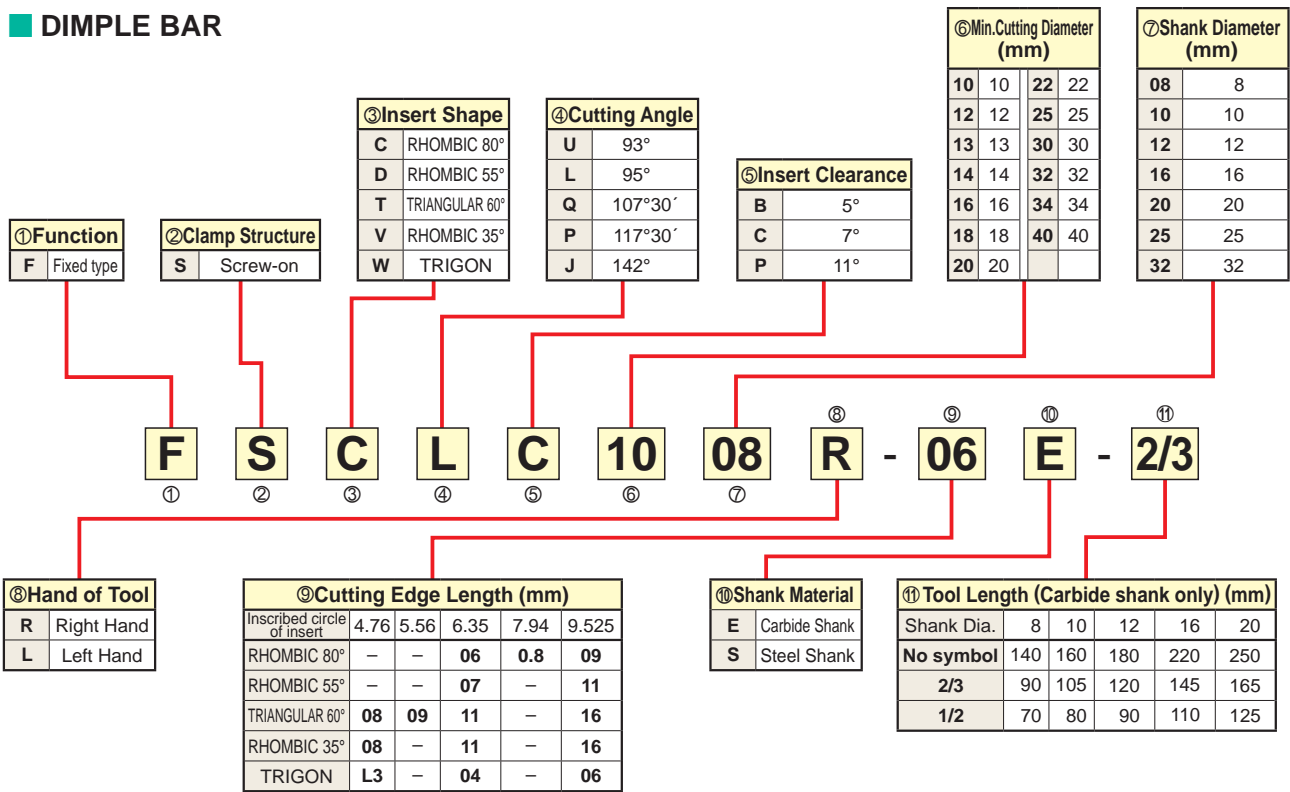 DIMPLE BAR
①Function
F Fixed type
②Clamp Structure
S Screw-on
③Insert Shape
C RHOMBIC 80°
D RHOMBIC 55°
T TRIANGULAR 60°
V RHOMBIC 35°
W TRIGON
④Cutting Angle
U 93°
L 95°
Q 107°30´
P 117°30´
J 142°
⑤Insert Clearance
B 5°
C 7°
P 11°
⑥Min.Cutting Diameter
(mm)
10 10 22 22
12 12 25 25
13 13 30 30
14 14 32 32
16 16 34 34
18 18 40 40
20 20
⑦Shank Diameter
(mm)
08 8
10 10
12 12
16 16
20 20
25 25
32 32
⑧ ⑨ ⑩ ⑪
F S C L C 10 08 R - 06 E - 2/3
① ② ③ ④ ⑤ ⑥ ⑦
⑧Hand of Tool
R Right Hand
L Left Hand
⑨Cutting Edge Length (mm)
Inscribed circle
of insert 4.76 5.56 6.35 7.94 9.525
RHOMBIC 80° – – 06 0.8 09
RHOMBIC 55° – – 07 – 11
TRIANGULAR 60° 08 09 11 – 16
RHOMBIC 35° 08 – 11 – 16
TRIGON L3 – 04 – 06
⑩Shank Material
E Carbide Shank
S Steel Shank
⑪Tool Length (Carbide shank only) (mm)
Shank Dia. 8 10 12 16 20
No symbol 140 160 180 220 250
2/3 90 105 120 145 165
1/2 70 80 90 110 125